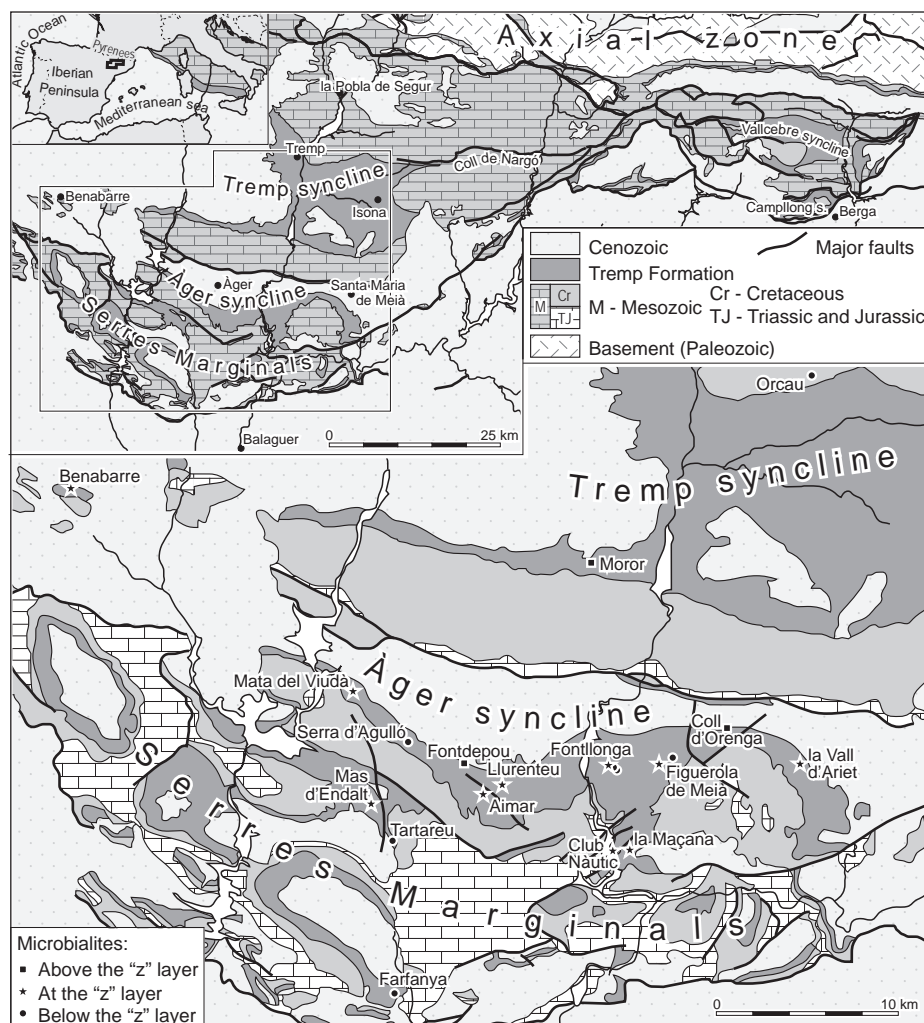 Atlantic Ocean
Pyrenees
Iberian
Peninsula
Mediterranean sea
Axial zone
la Pobla de Segur
Vallcebre syncline
Tremp
Coll de Nargó
Tremp syncline
Benabarre
Isona
Campllong s.
Berga
Àger
Santa Maria
de Meià
Àger syncline
Serres Marginals
Balaguer
0 25 km
Cenozoic
Major faults
Tremp Formation
M
Cr
TJ
M - Mesozoic
Cr - Cretaceous
TJ - Triassic and Jurassic
Basement (Paleozoic)
Orcau
Benabarre
Tremp syncline
Moror
Àger syncline
Mata del Viudà
Serra d'Agulló
Fontdepou
Fontllonga
Coll
d'Orenga
Llurenteu
Figuerola
de Meià
la Vall
d'Ariet
Mas
d'Endalt
Aimar
Tartareu
Club
Nàutic
la Maçana
Serres Marginals
Farfanya
Microbialites:
Above the "z" layer
At the "z" layer
Below the "z" layer
0 10 km